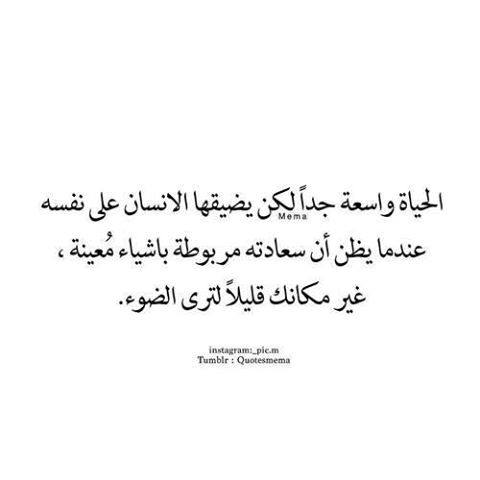 الحياة واسعة جداً لكن يضيقها الانسان على نفسه
Mema
عندما يظن أن سعادته مربوطة باشياء مُعينة ،
غير مكانك قليلاً لترى الضوء.
instagram:_pic.m
Tumblr : Quotesmema